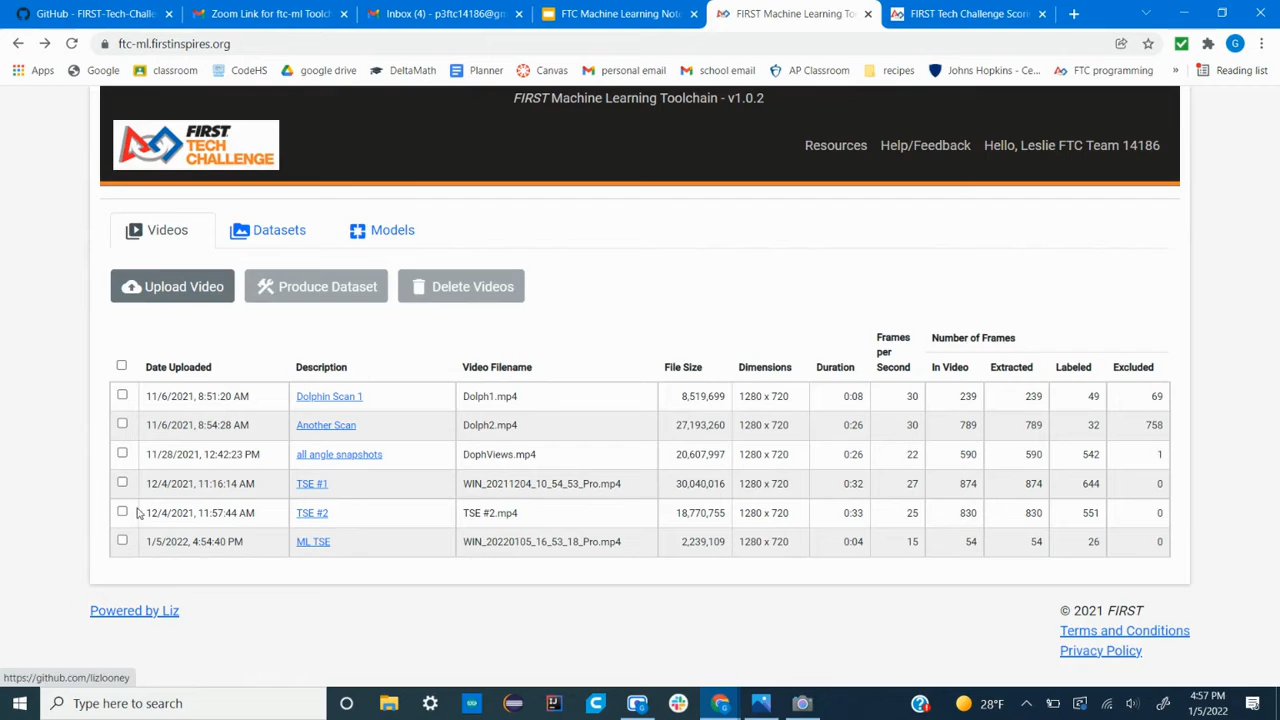 GitHub - FIRST-Tech-Challe
Zoom Link for ftc-ml Toolch
Inbox (4) - p3ftc14186@gm
FTC Machine Learning Not
FIRST Machine Learning To
FIRST Tech Challenge Scori
ftc-ml.firstinspires.org
Apps Google classroom CodeHS google drive DeltaMath Planner Canvas personal email school email AP Classroom recipes Johns Hopkins - Ce... FTC programming » Reading list
FIRST Machine Learning Toolchain - v1.0.2
FIRST
TECH
CHALLENGE
Resources Help/Feedback Hello, Leslie FTC Team 14186
Videos Datasets Models
Upload Video Produce Dataset Delete Videos
Frames per Second Number of Frames
Date Uploaded Description Video Filename File Size Dimensions Duration In Video Extracted Labeled Excluded
11/6/2021, 8:51:20 AM Dolphin Scan 1 Dolph1.mp4 8,519,699 1280 x 720 0:08 30 239 239 49 69
11/6/2021, 8:54:28 AM Another Scan Dolph2.mp4 27,193,260 1280 x 720 0:26 30 789 789 32 758
11/28/2021, 12:42:23 PM all angle snapshots DophViews.mp4 20,607,997 1280 x 720 0:26 22 590 590 542 1
12/4/2021, 11:16:14 AM TSE #1 WIN_20211204_10_54_53_Pro.mp4 30,040,016 1280 x 720 0:32 27 874 874 644 0
12/4/2021, 11:57:44 AM TSE #2 TSE #2.mp4 18,770,755 1280 x 720 0:33 25 830 830 551 0
1/5/2022, 4:54:40 PM ML TSE WIN_20220105_16_53_18_Pro.mp4 2,239,109 1280 x 720 0:04 15 54 54 26 0
Powered by Liz
© 2021 FIRST
Terms and Conditions
Privacy Policy
https://github.com/lizlooney
Type here to search
28°F
4:57 PM
1/5/2022